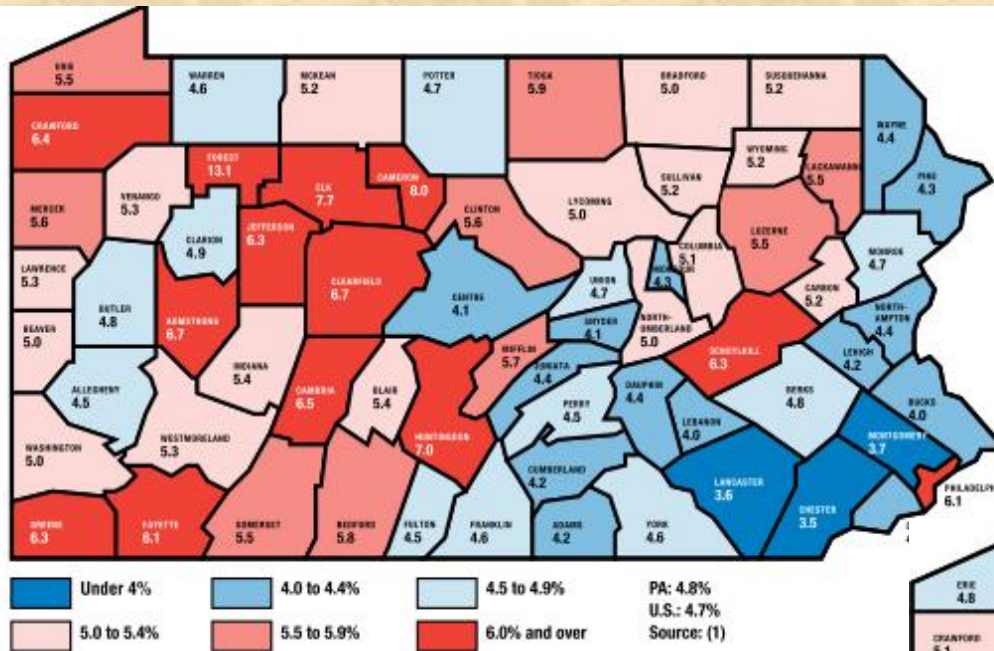 ERIE
5.5
WARREN
4.6
MCKEAN
5.2
POTTER
4.7
TIOGA
5.9
BRADFORD
5.0
SUSQUEHANNA
5.2
CRAWFORD
6.4
WAYNE
4.4
FOREST
13.1
ELK
7.7
CAMERON
8.0
WYOMING
5.2
LACKAWANNA
5.5
PIKE
4.3
VENANGO
5.3
SULLIVAN
5.2
MERCER
5.6
LYCOMING
5.0
CLINTON
5.6
JEFFERSON
6.3
CLARION
4.9
LUZERNE
5.5
COLUMBIA
5.1
MONROE
4.7
LAWRENCE
5.3
4.3
CLEARFIELD
6.7
UNION
4.7
CARBON
5.2
CENTRE
4.1
BUTLER
4.8
ARMSTRONG
6.7
NORTH-
AMPTON
4.4
NORTH-
UMBERLAND
5.0
SNYDER
4.1
BEAVER
5.0
MIFFLIN
5.7
SCHUYLKILL
6.3
LEHIGH
4.2
INDIANA
5.4
JUNIATA
4.4
ALLEGHENY
4.5
CAMBRIA
6.5
BLAIR
5.4
DAUPHIN
4.4
BERKS
4.8
BUCKS
4.0
PERRY
4.5
LEBANON
4.0
WESTMORELAND
5.3
HUNTINGDON
7.0
MONTGOMERY
3.7
WASHINGTON
5.0
CUMBERLAND
4.2
LANCASTER
3.6
CHESTER
3.5
PHILADELPH
6.1
GREENE
6.3
FAYETTE
6.1
SOMERSET
5.5
BEDFORD
5.8
FULTON
4.5
FRANKLIN
4.6
ADAMS
4.2
YORK
4.6
Under 4%
4.0 to 4.4%
4.5 to 4.9%
PA: 4.8%
U.S.: 4.7%
5.0 to 5.4%
5.5 to 5.9%
6.0% and over
Source: (1)
ERIE
4.8
CRAWFORD
5.1